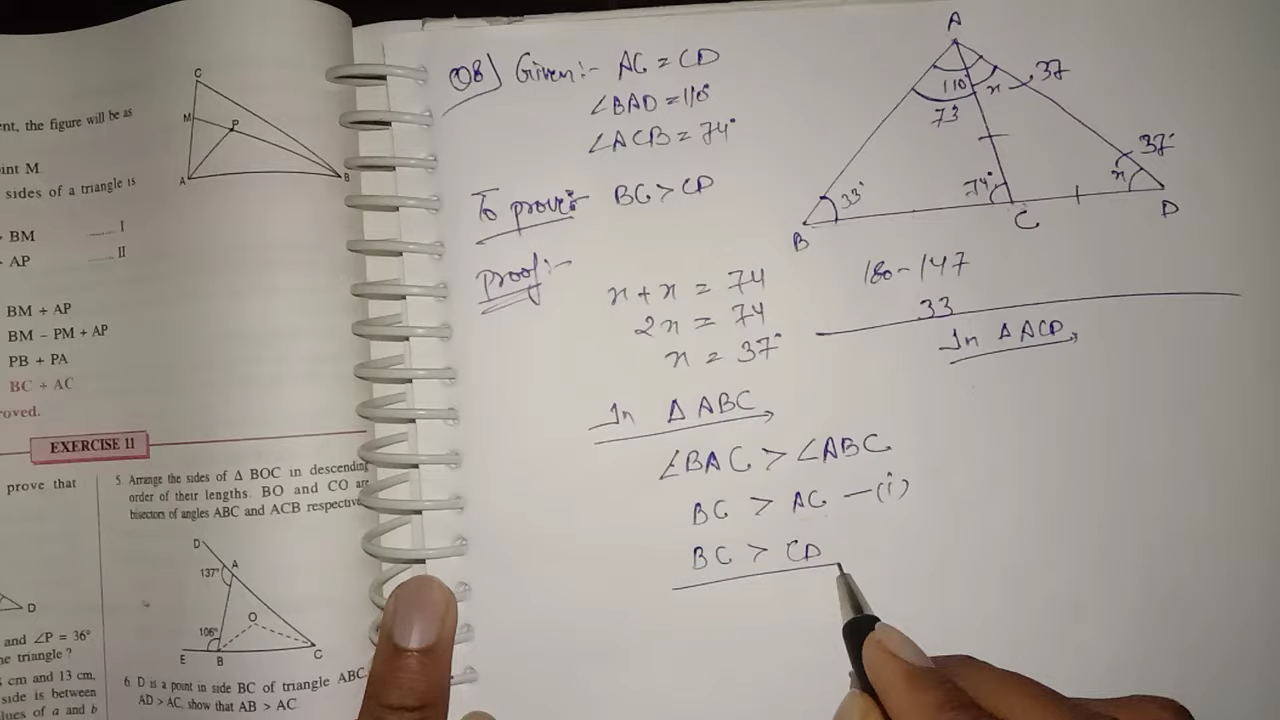 C
M
P
A
B
ent, the figure will be as
oint M.
sides of a triangle is
BM I
AP II
BM + AP
BM - PM + AP
PB + PA
BC + AC
roved.
EXERCISE 11
prove that
5. Arrange the sides of Δ BOC in descending
order of their lengths. BO and CO are
bisectors of angles ABC and ACB respective
D
A
137°
O
106°
E
B
C
D
and ∠P = 36°
e triangle ?
cm and 13 cm,
side is between
lues of a and b
6. D is a point in side BC of triangle ABC.
AD > AC, show that AB > AC
Q8) Given:- AC = CD
∠BAD = 110°
∠ACB = 74°
To prove:- BC > CD
Proof:-
x + x = 74
2x = 74
x = 37°
In Δ ABC
∠BAC > ∠ABC
BC > AC - (i)
BC > CD
A
110
x
37
73
37°
33°
74°
x
B
C
D
180 - 147
33
In Δ ACD